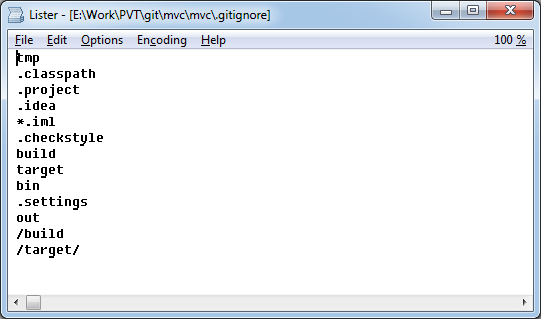 Lister - [E:\Work\PVT\git\mvc\mvc\.gitignore]
File Edit Options Encoding Help 100 %
tmp
.classpath
.project
.idea
*.iml
.checkstyle
build
target
bin
.settings
out
/build
/target/